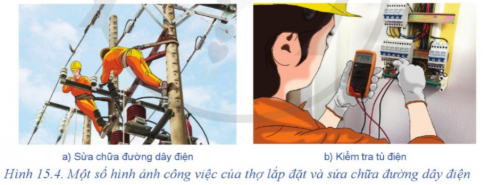 a) Sửa chữa đường dây điện
b) Kiểm tra tủ điện
Hình 15.4. Một số hình ảnh công việc của thợ lắp đặt và sửa chữa đường dây điện